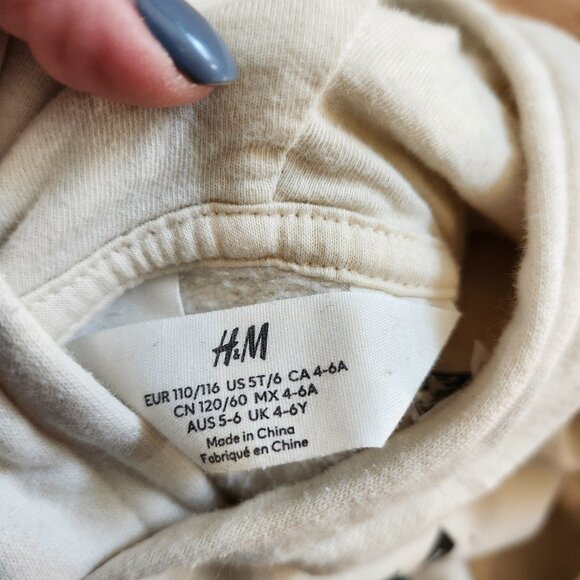 H&M
EUR 110/116 US 5T/6 CA 4-6A
CN 120/60 MX 4-6A
AUS 5-6 UK 4-6Y
Made in China
Fabriqué en Chine